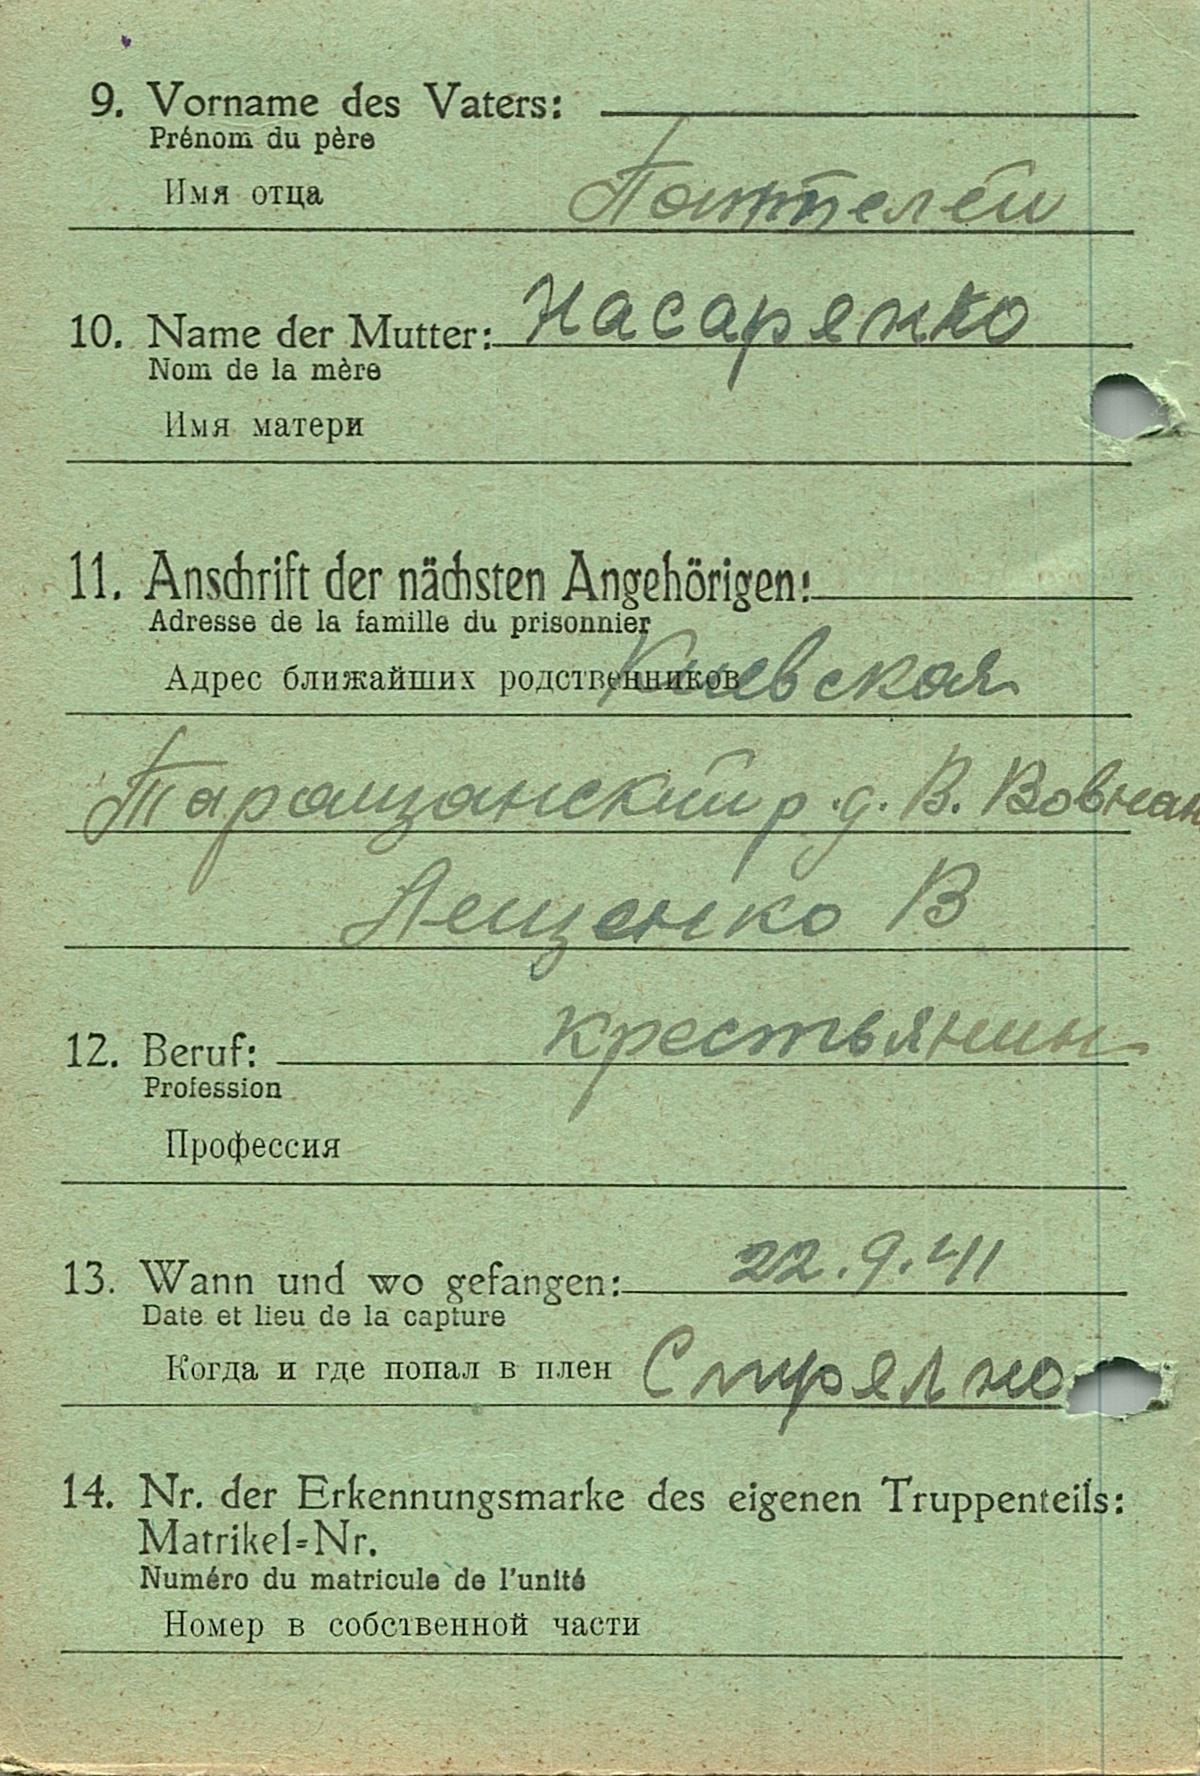 9. Vorname des Vaters:
Prénom du père
Имя отца Пантелей
10. Name der Mutter: Насаренко
Nom de la mère
Имя матери
11. Anschrift der nächsten Angehörigen:
Adresse de la famille du prisonnier
Адрес ближайших родственников Киевская
Таращанский р. д. В. Вовнян
Лещенко В
12. Beruf: крестьянин
Profession
Профессия
13. Wann und wo gefangen: 22.9.41
Date et lieu de la capture
Когда и где попал в плен
14. Nr. der Erkennungsmarke des eigenen Truppenteils:
Matrikel-Nr.
Numéro du matricule de l'unité
Номер в собственной части